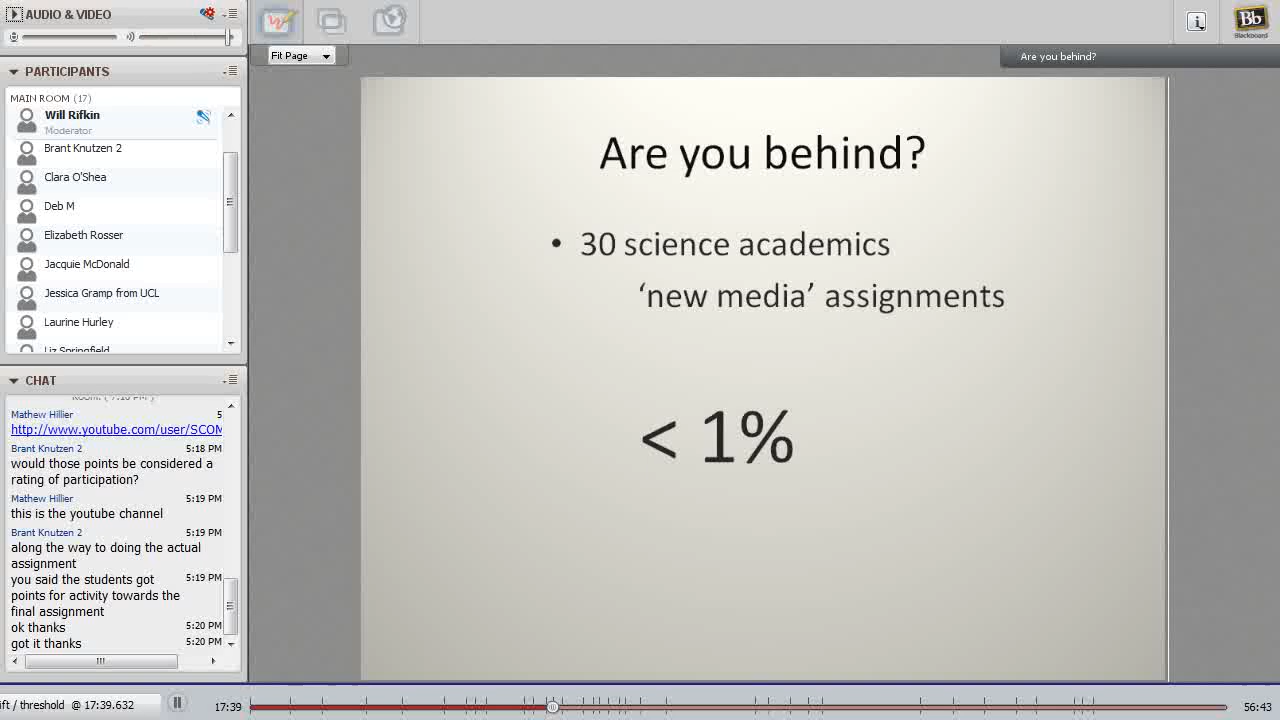 AUDIO & VIDEO
PARTICIPANTS
MAIN ROOM (17)
Will Rifkin
Moderator
Brant Knutzen 2
Clara O'Shea
Deb M
Elizabeth Rosser
Jacquie McDonald
Jessica Gramp from UCL
Laurine Hurley
Liz Springfield
CHAT
Mathew Hillier 5
http://www.youtube.com/user/SCOM
Brant Knutzen 2 5:18 PM
would those points be considered a
rating of participation?
Mathew Hillier 5:19 PM
this is the youtube channel
Brant Knutzen 2 5:19 PM
along the way to doing the actual
assignment
you said the students got 5:19 PM
points for activity towards the
final assignment
ok thanks 5:20 PM
got it thanks 5:20 PM
Fit Page
Bb
Blackboard
Are you behind?
Are you behind?
• 30 science academics
‘new media’ assignments
< 1%
ift / threshold @ 17:39.632
17:39
56:43